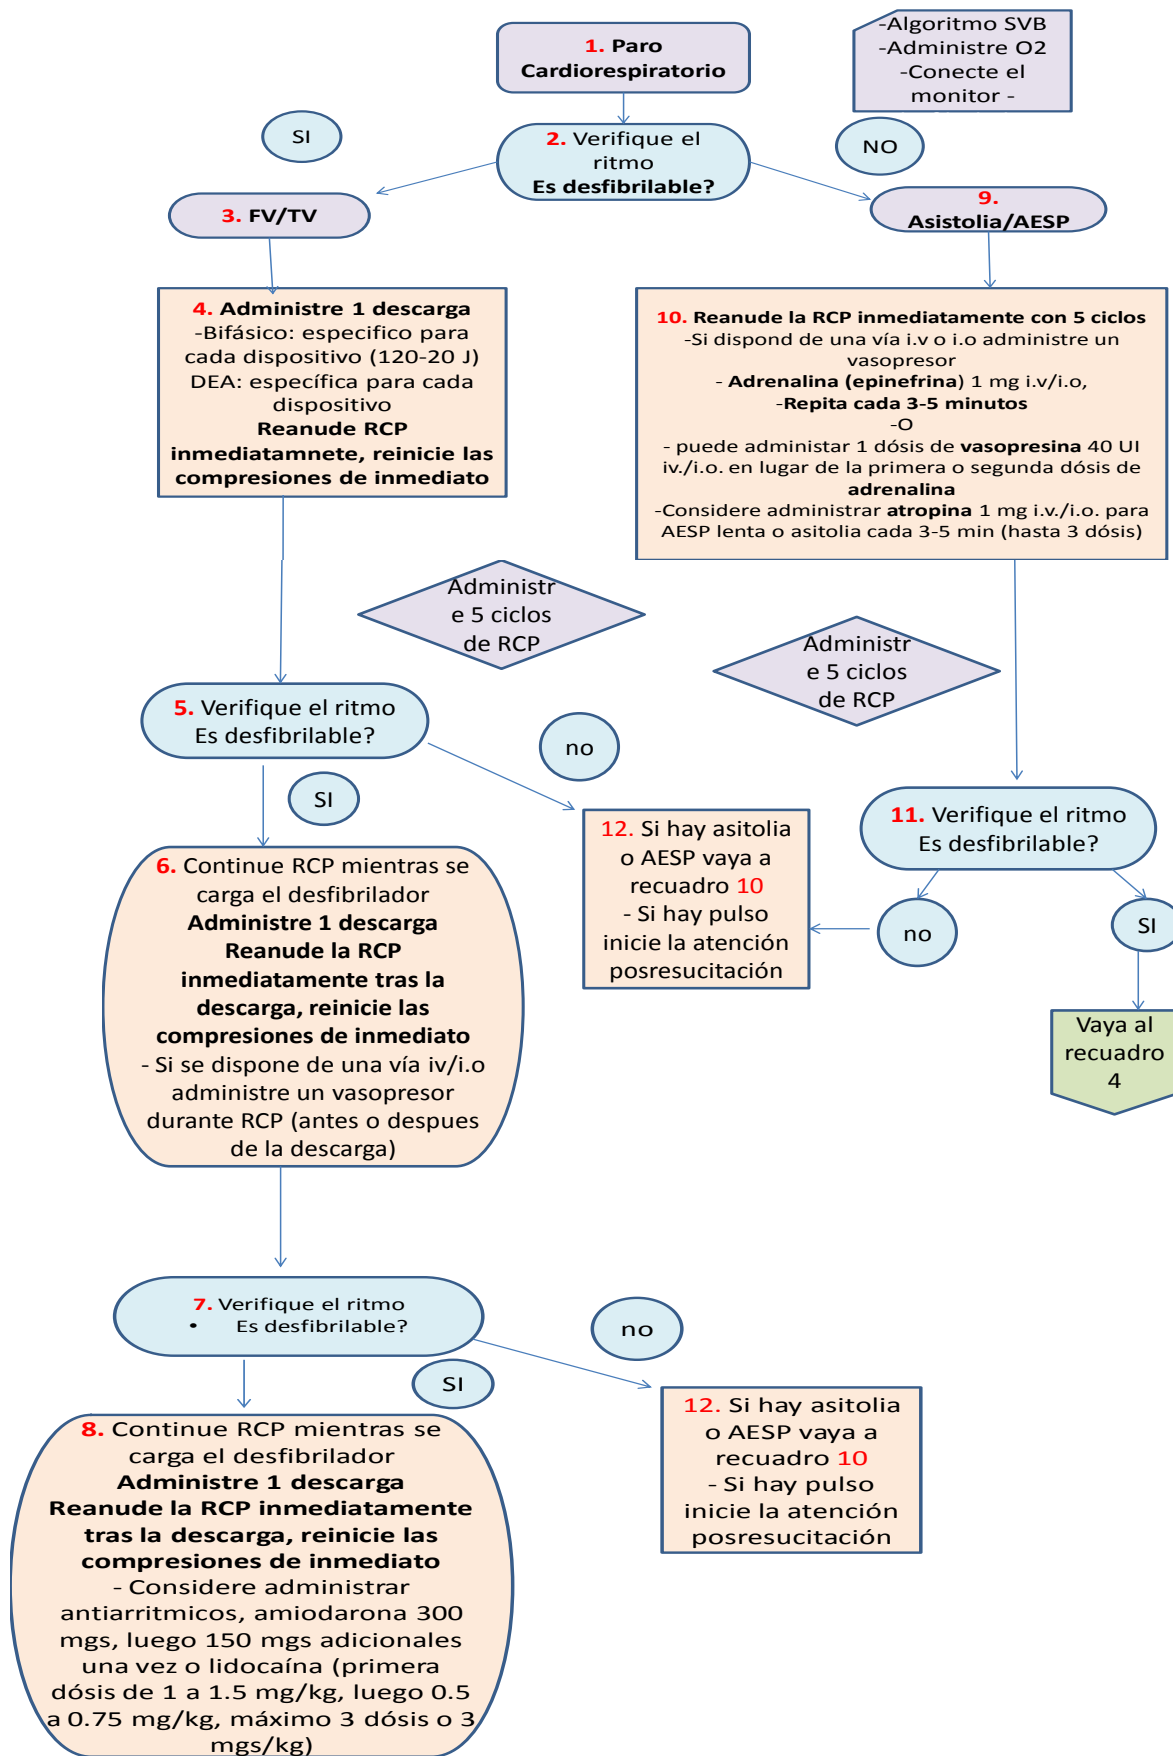 1. Paro
Cardiorespiratorio
-Algoritmo SVB
-Administre O2
-Conecte el
monitor -
SI
2. Verifique el
ritmo
Es desfibrilable?
NO
3. FV/TV
9.
Asistolia/AESP
4. Administre 1 descarga
-Bifásico: especifico para
cada dispositivo (120-20 J)
DEA: específica para cada
dispositivo
Reanude RCP
inmediatamnete, reinicie las
compresiones de inmediato
10. Reanude la RCP inmediatamente con 5 ciclos
-Si dispond de una vía i.v o i.o administre un
vasopresor
- Adrenalina (epinefrina) 1 mg i.v/i.o,
-Repita cada 3-5 minutos
-O
- puede administar 1 dósis de vasopresina 40 UI
iv./i.o. en lugar de la primera o segunda dósis de
adrenalina
-Considere administrar atropina 1 mg i.v./i.o. para
AESP lenta o asitolia cada 3-5 min (hasta 3 dósis)
Administr
e 5 ciclos
de RCP
Administr
e 5 ciclos
de RCP
5. Verifique el ritmo
Es desfibrilable?
no
SI
11. Verifique el ritmo
Es desfibrilable?
12. Si hay asitolia
o AESP vaya a
recuadro 10
- Si hay pulso
inicie la atención
posresucitación
no
SI
Vaya al
recuadro
4
6. Continue RCP mientras se
carga el desfibrilador
Administre 1 descarga
Reanude la RCP
inmediatamente tras la
descarga, reinicie las
compresiones de inmediato
- Si se dispone de una vía iv/i.o
administre un vasopresor
durante RCP (antes o despues
de la descarga)
7. Verifique el ritmo
• Es desfibrilable?
no
SI
12. Si hay asitolia
o AESP vaya a
recuadro 10
- Si hay pulso
inicie la atención
posresucitación
8. Continue RCP mientras se
carga el desfibrilador
Administre 1 descarga
Reanude la RCP inmediatamente
tras la descarga, reinicie las
compresiones de inmediato
- Considere administrar
antiarritmicos, amiodarona 300
mgs, luego 150 mgs adicionales
una vez o lidocaína (primera
dósis de 1 a 1.5 mg/kg, luego 0.5
a 0.75 mg/kg, máximo 3 dósis o 3
mgs/kg)